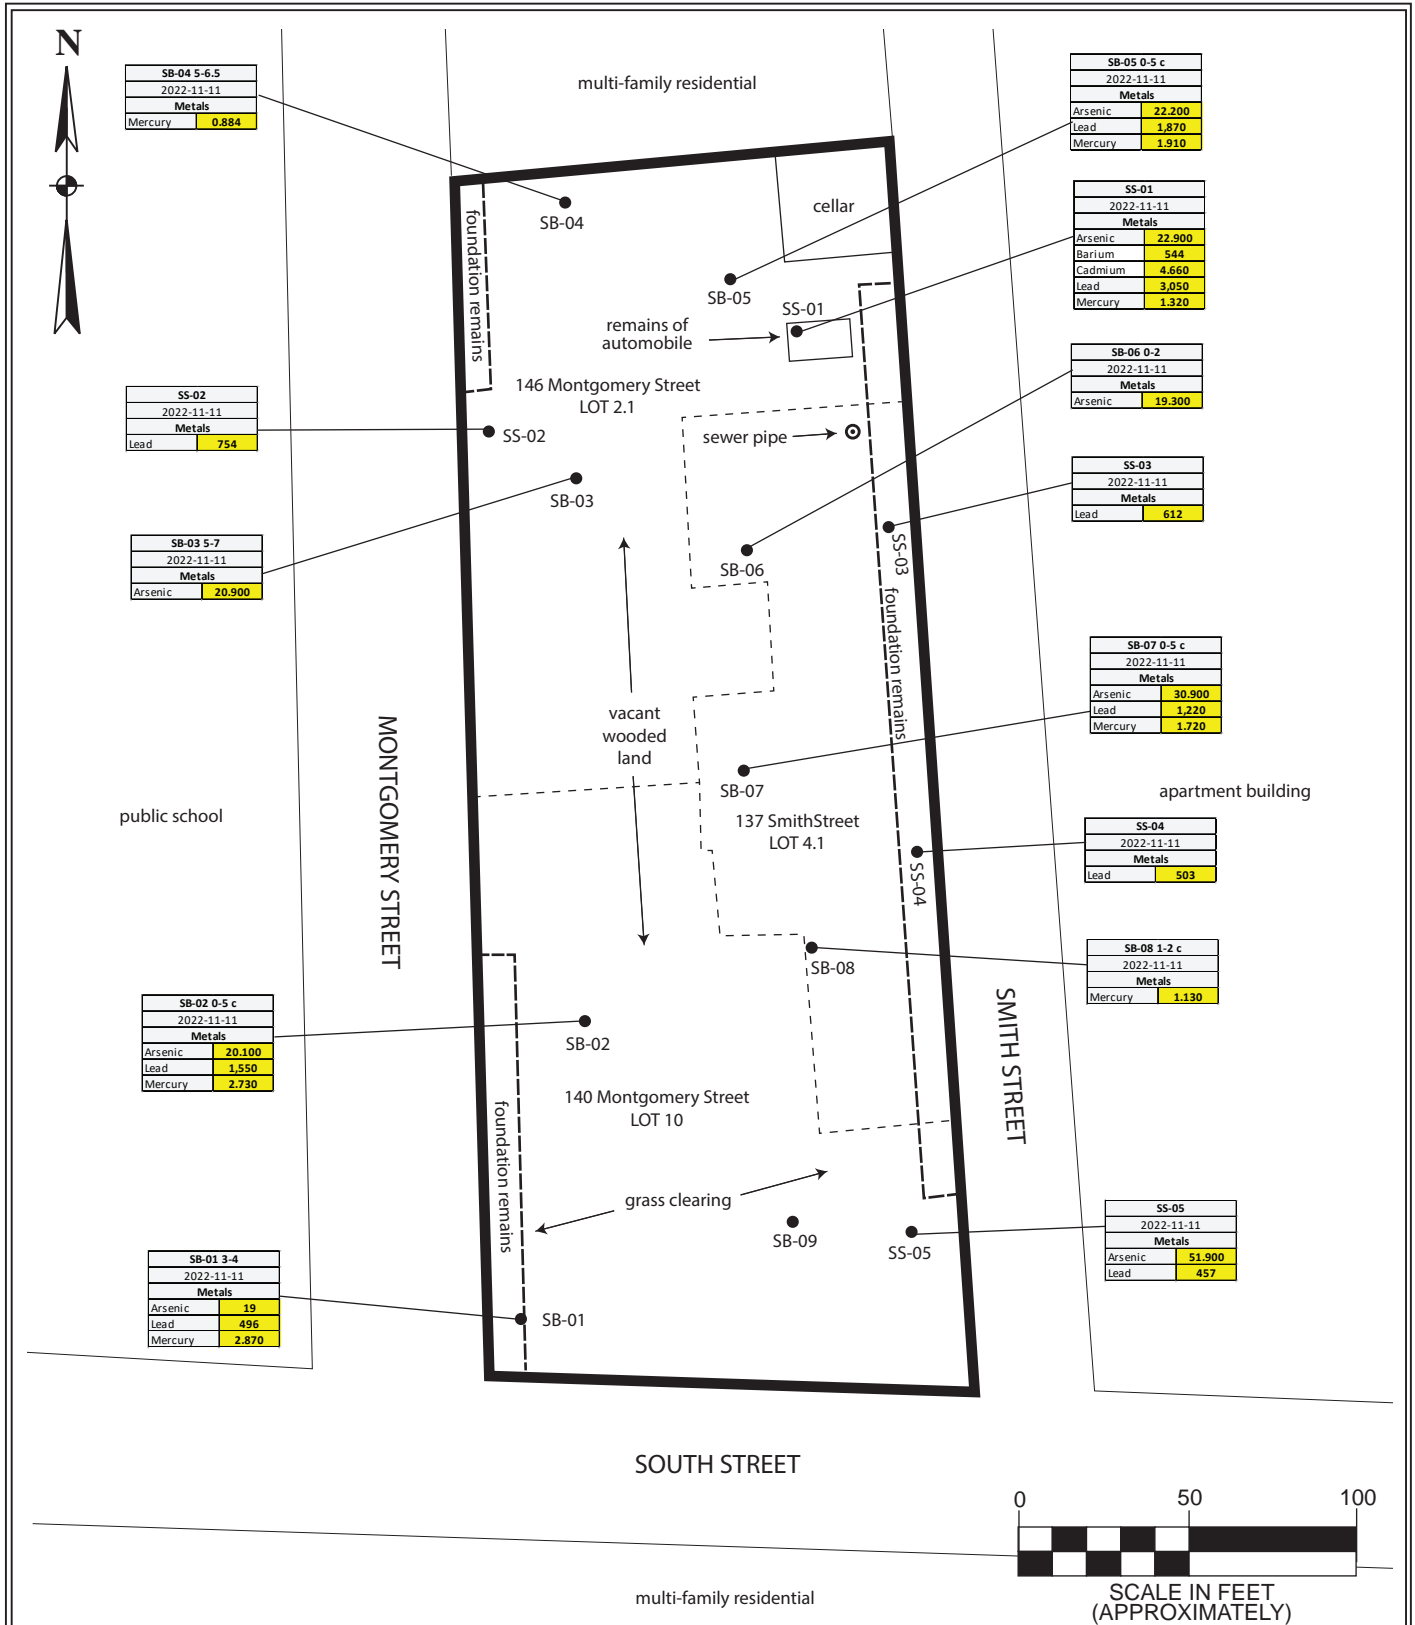 N
multi-family residential
SB-04 5-6.5
2022-11-11
Metals
Mercury 0.884
SB-05 0-5 c
2022-11-11
Metals
Arsenic 22.200
Lead 1,870
Mercury 1.910
SS-01
2022-11-11
Metals
Arsenic 22.900
Barium 544
Cadmium 4.660
Lead 3,050
Mercury 1.320
cellar
SB-04
foundation remains
SB-05
SS-01
remains of
automobile
146 Montgomery Street
LOT 2.1
SB-06 0-2
2022-11-11
Metals
Arsenic 19.300
SS-02
2022-11-11
Metals
Lead 754
SS-02
sewer pipe
SB-03
SS-03
2022-11-11
Metals
Lead 612
SS-03
SB-03 5-7
2022-11-11
Metals
Arsenic 20.900
SB-06
foundation remains
SB-07 0-5 c
2022-11-11
Metals
Arsenic 30.900
Lead 1,220
Mercury 1.720
vacant
wooded
land
MONTGOMERY STREET
SB-07
public school
137 SmithStreet
LOT 4.1
apartment building
SS-04
2022-11-11
Metals
Lead 503
SS-04
SB-08 1-2 c
2022-11-11
Metals
Mercury 1.130
SB-08
SMITH STREET
SB-02 0-5 c
2022-11-11
Metals
Arsenic 20.100
Lead 1,550
Mercury 2.730
SB-02
140 Montgomery Street
LOT 10
foundation remains
grass clearing
SB-09
SS-05
SS-05
2022-11-11
Metals
Arsenic 51.900
Lead 457
SB-01 3-4
2022-11-11
Metals
Arsenic 19
Lead 496
Mercury 2.870
SB-01
SOUTH STREET
0 50 100
SCALE IN FEET
(APPROXIMATELY)
multi-family residential